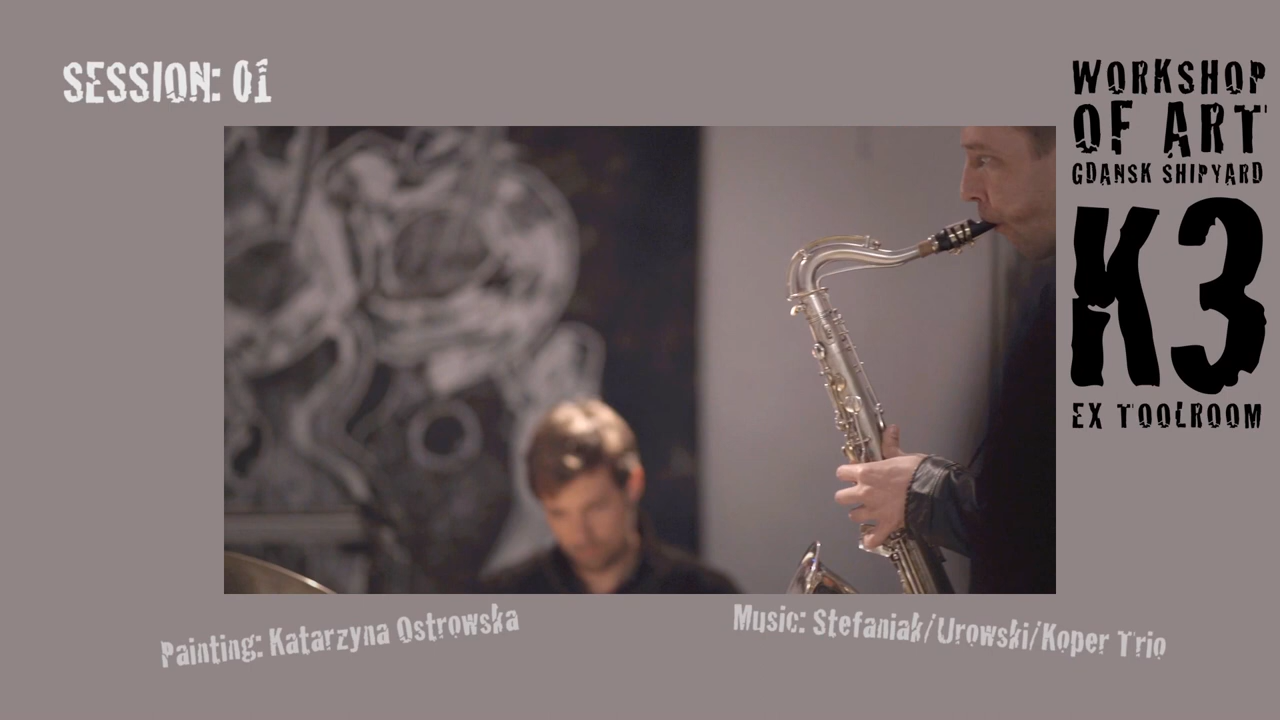 SESSION: 01
WORKSHOP
OF ART
GDANSK SHIPYARD
K3
EX TOOLROOM
Painting: Katarzyna Ostrowska
Music: Stefaniak/Urowski/Koper Trio